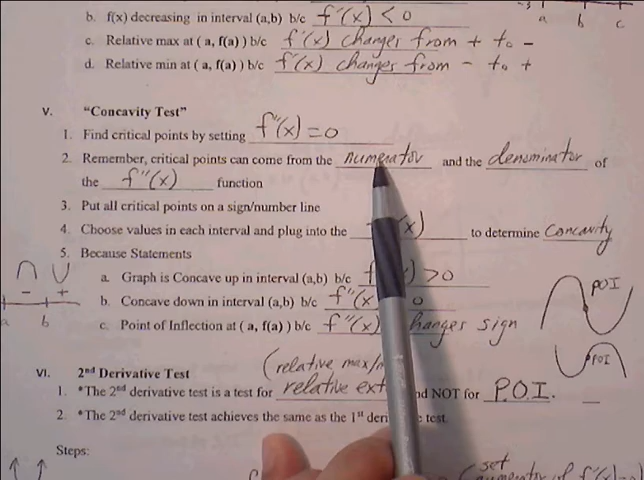 -3 a b c
b. f(x) decreasing in interval (a,b) b/c f'(x) < 0
c. Relative max at ( a, f(a) ) b/c f'(x) changes from + to -
d. Relative min at ( a, f(a) ) b/c f'(x) changes from - to +
V. "Concavity Test"
1. Find critical points by setting f"(x) = 0
2. Remember, critical points can come from the numerator and the denominator of
the f"(x) function
3. Put all critical points on a sign/number line
4. Choose values in each interval and plug into the (x) to determine concavity
5. Because Statements
a. Graph is Concave up in interval (a,b) b/c f ) > 0
b. Concave down in interval (a,b) b/c f"(x) 0
c. Point of Inflection at ( a, f(a) ) b/c f"(x) changes sign
- +
a b
POI
POI
VI. 2nd Derivative Test (relative max/
1. *The 2nd derivative test is a test for relative ext and NOT for P.O.I.
2. *The 2nd derivative test achieves the same as the 1st deri test.
Steps:
(set
numerator of f'(x)=0)